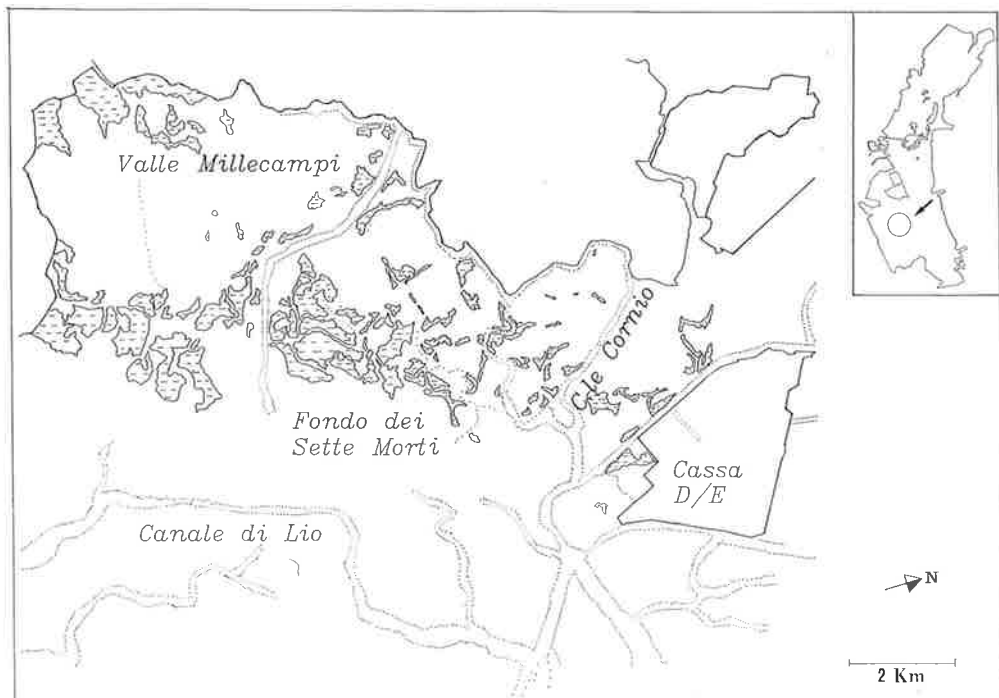 Valle Millecampi
C.le Cornio
Fondo dei
Sette Morti
Cassa
D/E
Canale di Lio
N
2 Km